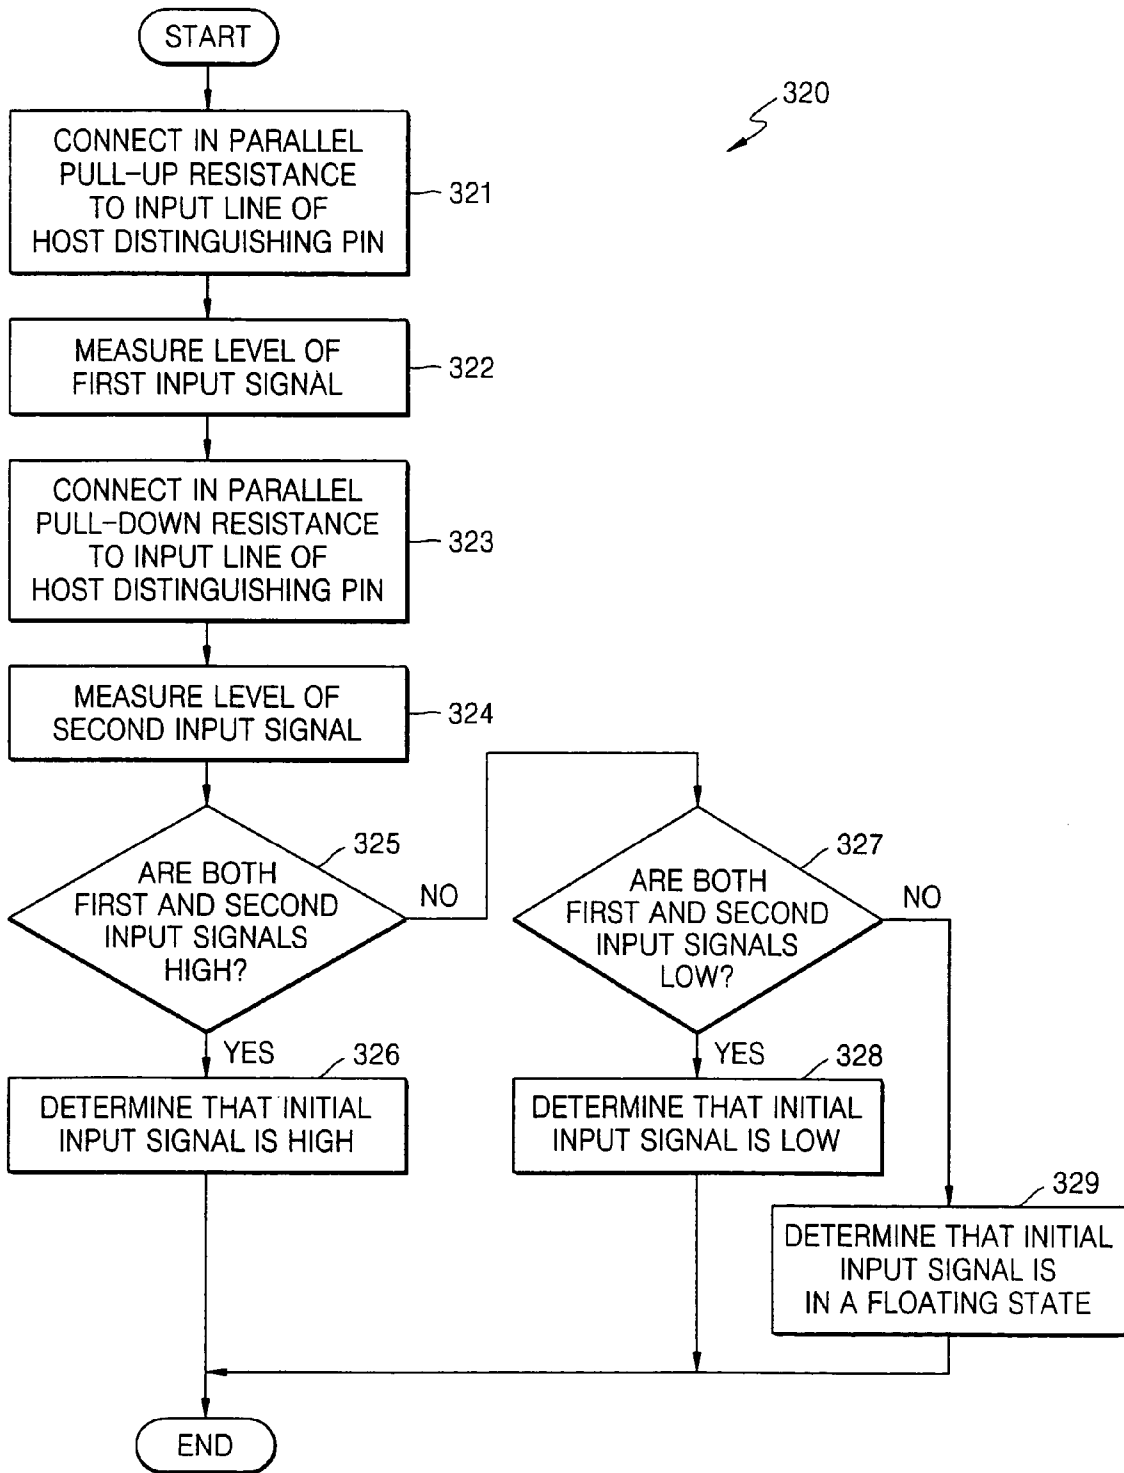 START
320
CONNECT IN PARALLEL
PULL-UP RESISTANCE
TO INPUT LINE OF
HOST DISTINGUISHING PIN
321
MEASURE LEVEL OF
FIRST INPUT SIGNAL
322
CONNECT IN PARALLEL
PULL-DOWN RESISTANCE
TO INPUT LINE OF
HOST DISTINGUISHING PIN
323
MEASURE LEVEL OF
SECOND INPUT SIGNAL
324
325
ARE BOTH
FIRST AND SECOND
INPUT SIGNALS
HIGH?
NO
327
ARE BOTH
FIRST AND SECOND
INPUT SIGNALS
LOW?
NO
YES
326
DETERMINE THAT INITIAL
INPUT SIGNAL IS HIGH
YES
328
DETERMINE THAT INITIAL
INPUT SIGNAL IS LOW
329
DETERMINE THAT INITIAL
INPUT SIGNAL IS
IN A FLOATING STATE
END